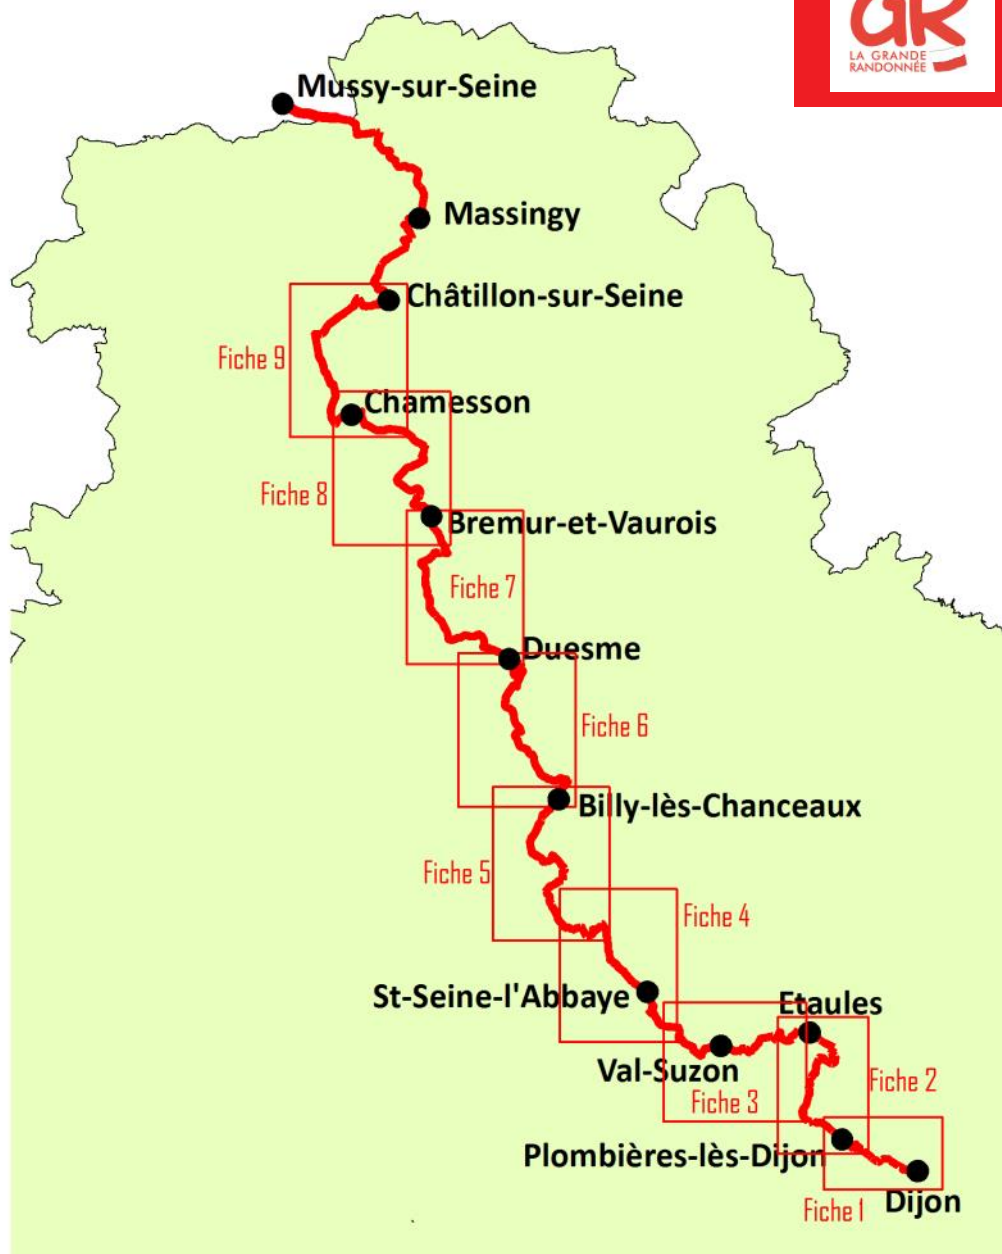 GR
LA GRANDE
RANDONNÉE
Mussy-sur-Seine
Massingy
Châtillon-sur-Seine
Fiche 9
Chamesson
Fiche 8
Bremur-et-Vaurois
Fiche 7
Duesme
Fiche 6
Billy-lès-Chanceaux
Fiche 5
Fiche 4
St-Seine-l'Abbaye
Etaules
Val-Suzon
Fiche 2
Fiche 3
Plombières-lès-Dijon
Dijon
Fiche 1